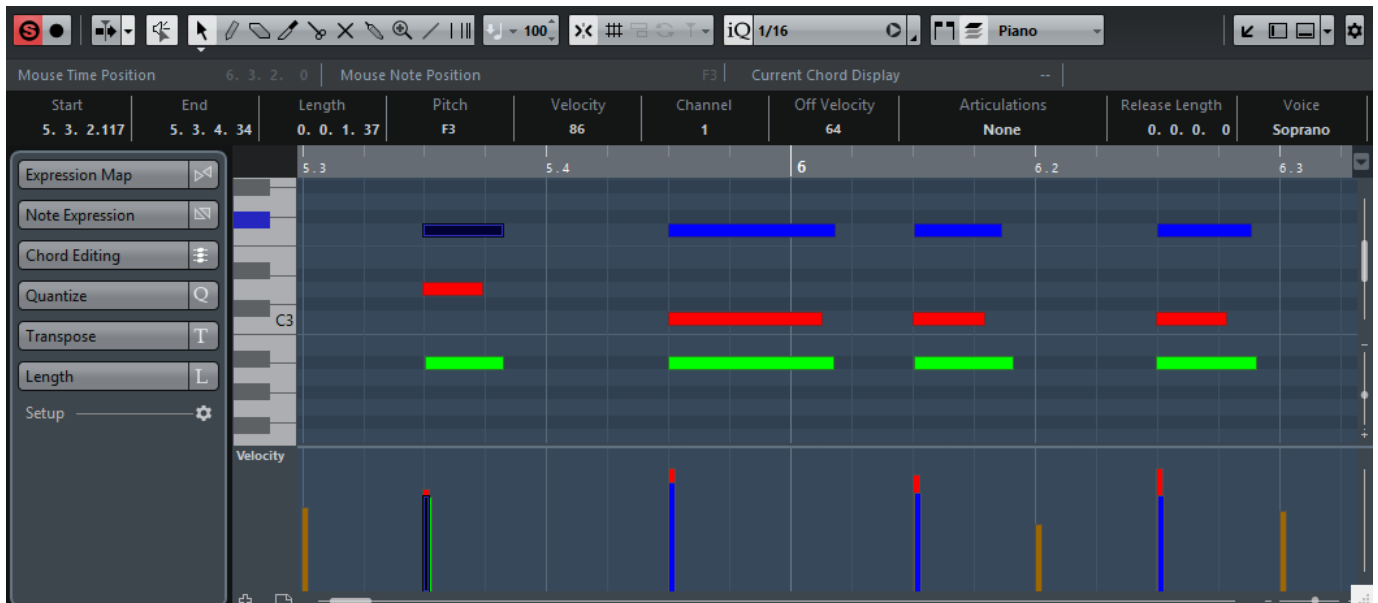 S 100 iQ 1/16 Piano
Mouse Time Position 6. 3. 2. 0 Mouse Note Position F3 Current Chord Display --
Start End Length Pitch Velocity Channel Off Velocity Articulations Release Length Voice
5. 3. 2.117 5. 3. 4. 34 0. 0. 1. 37 F3 86 1 64 None 0. 0. 0. 0 Soprano
5.3 5.4 6 6.2 6.3
Expression Map
Note Expression
Chord Editing
Quantize Q
C3
Transpose T
Length L
Setup
Velocity